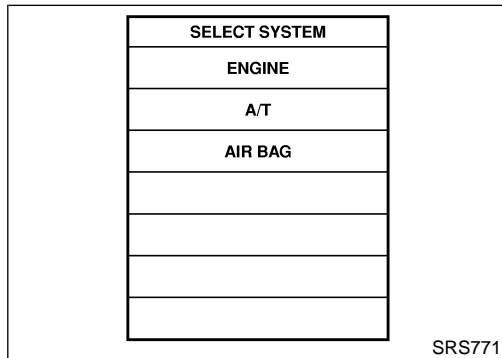 SELECT SYSTEM
ENGINE
A/T
AIR BAG
SRS771